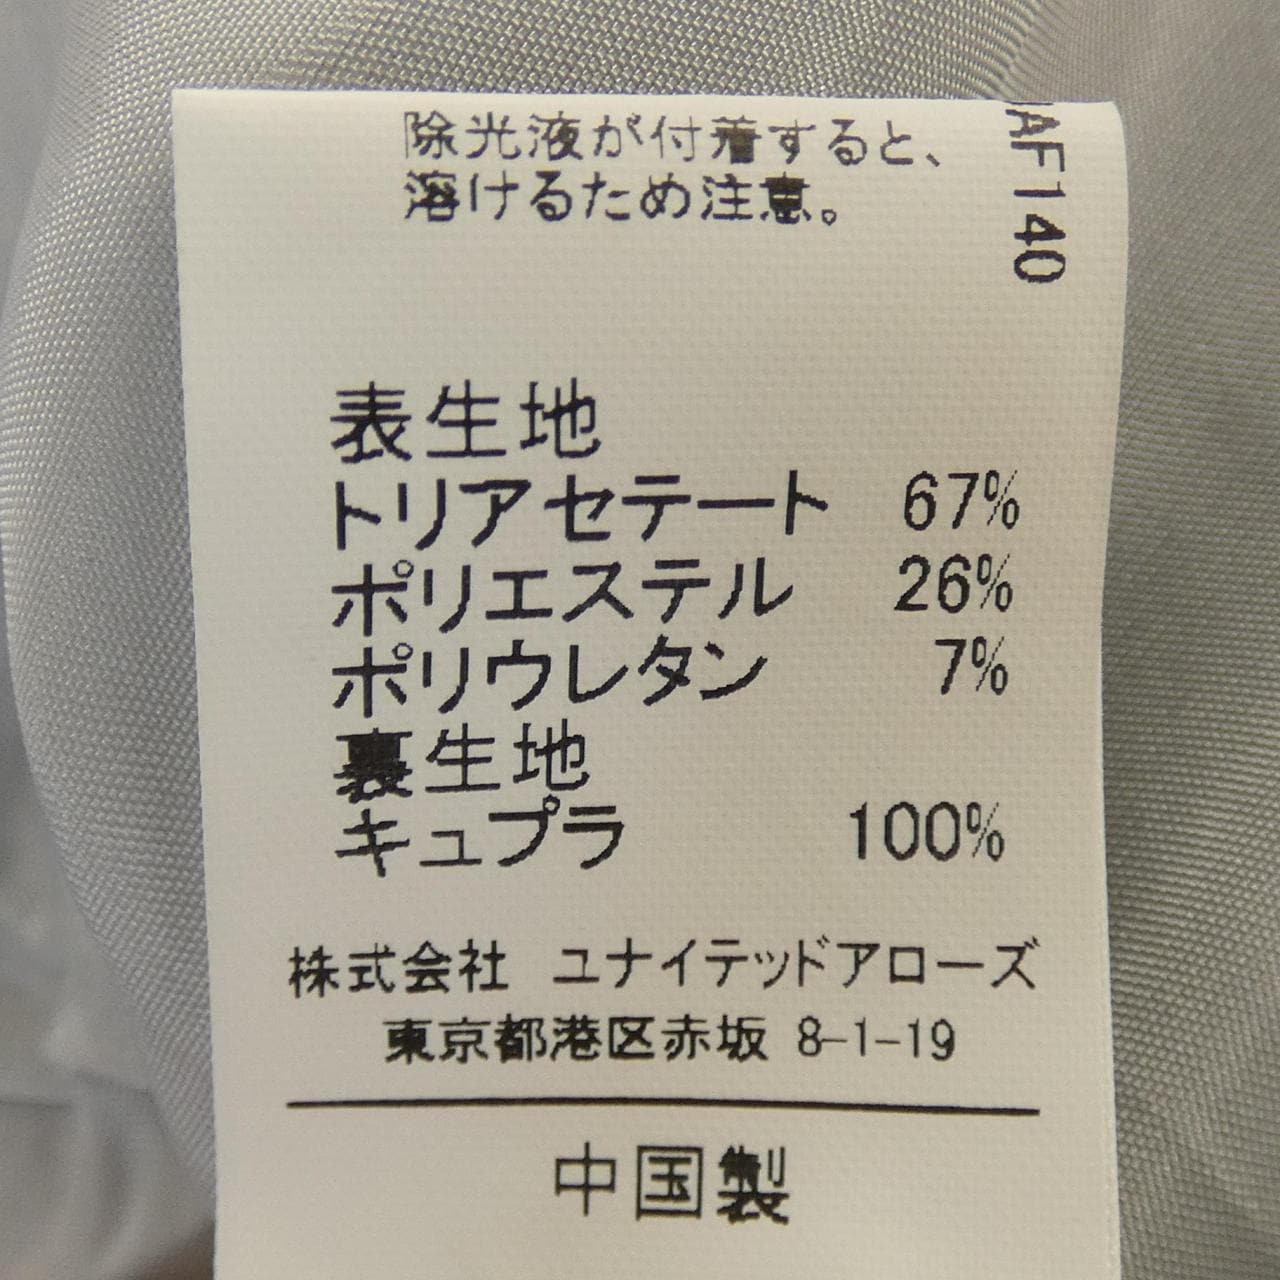 除光液が付着すると、
溶けるため注意。
AF140
表生地
トリアセテート 67%
ポリエステル 26%
ポリウレタン 7%
裏生地
キュプラ 100%
株式会社 ユナイテッドアローズ
東京都港区赤坂 8-1-19
中国製